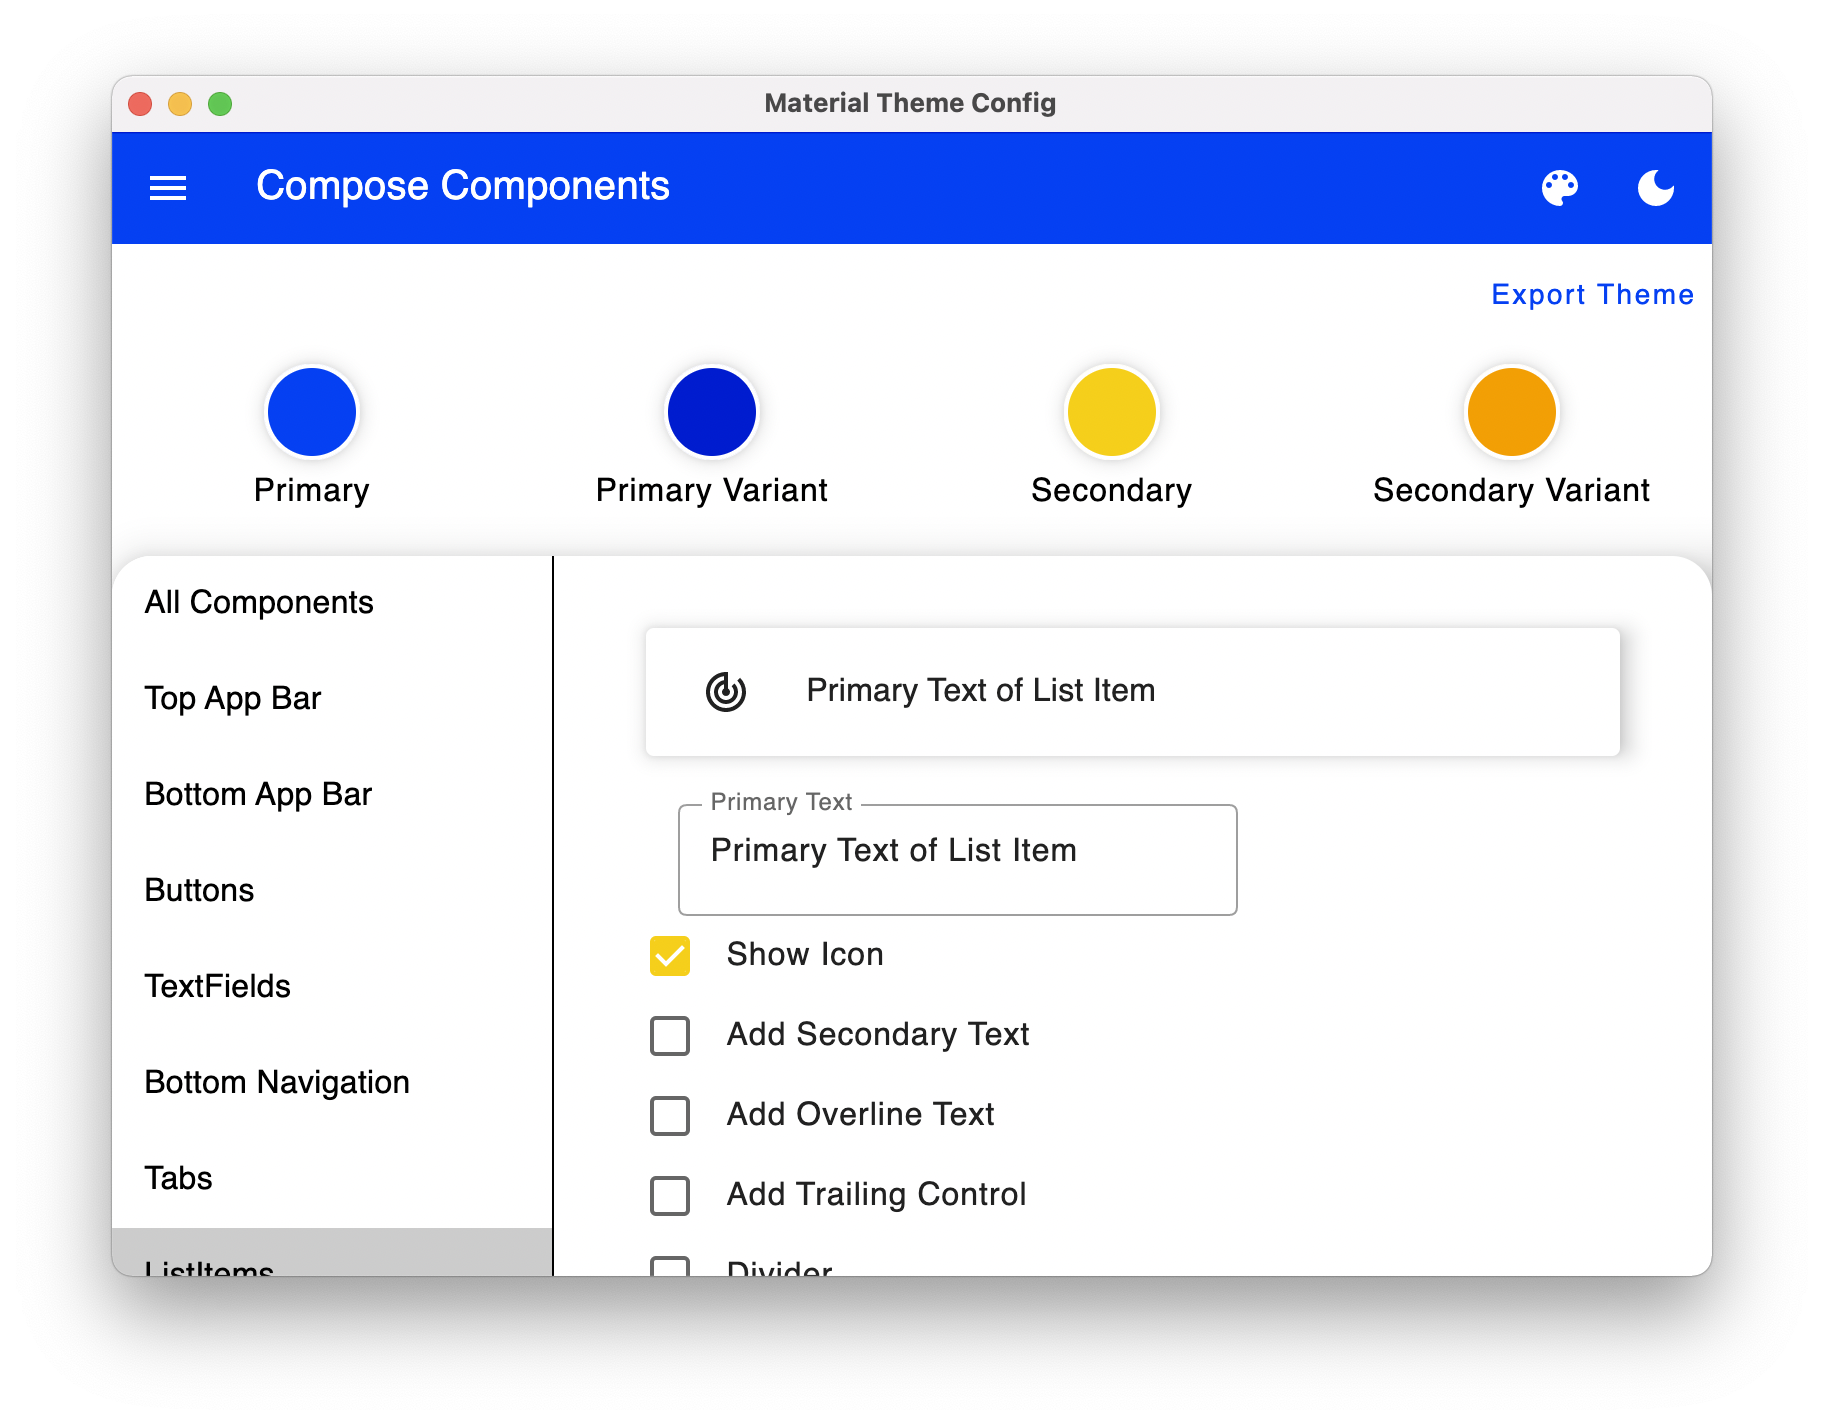 Material Theme Config
Compose Components
Export Theme
Primary
Primary Variant
Secondary
Secondary Variant
All Components
Top App Bar
Bottom App Bar
Buttons
TextFields
Bottom Navigation
Tabs
ListItems
Primary Text of List Item
Primary Text
Primary Text of List Item
Show Icon
Add Secondary Text
Add Overline Text
Add Trailing Control
Divider